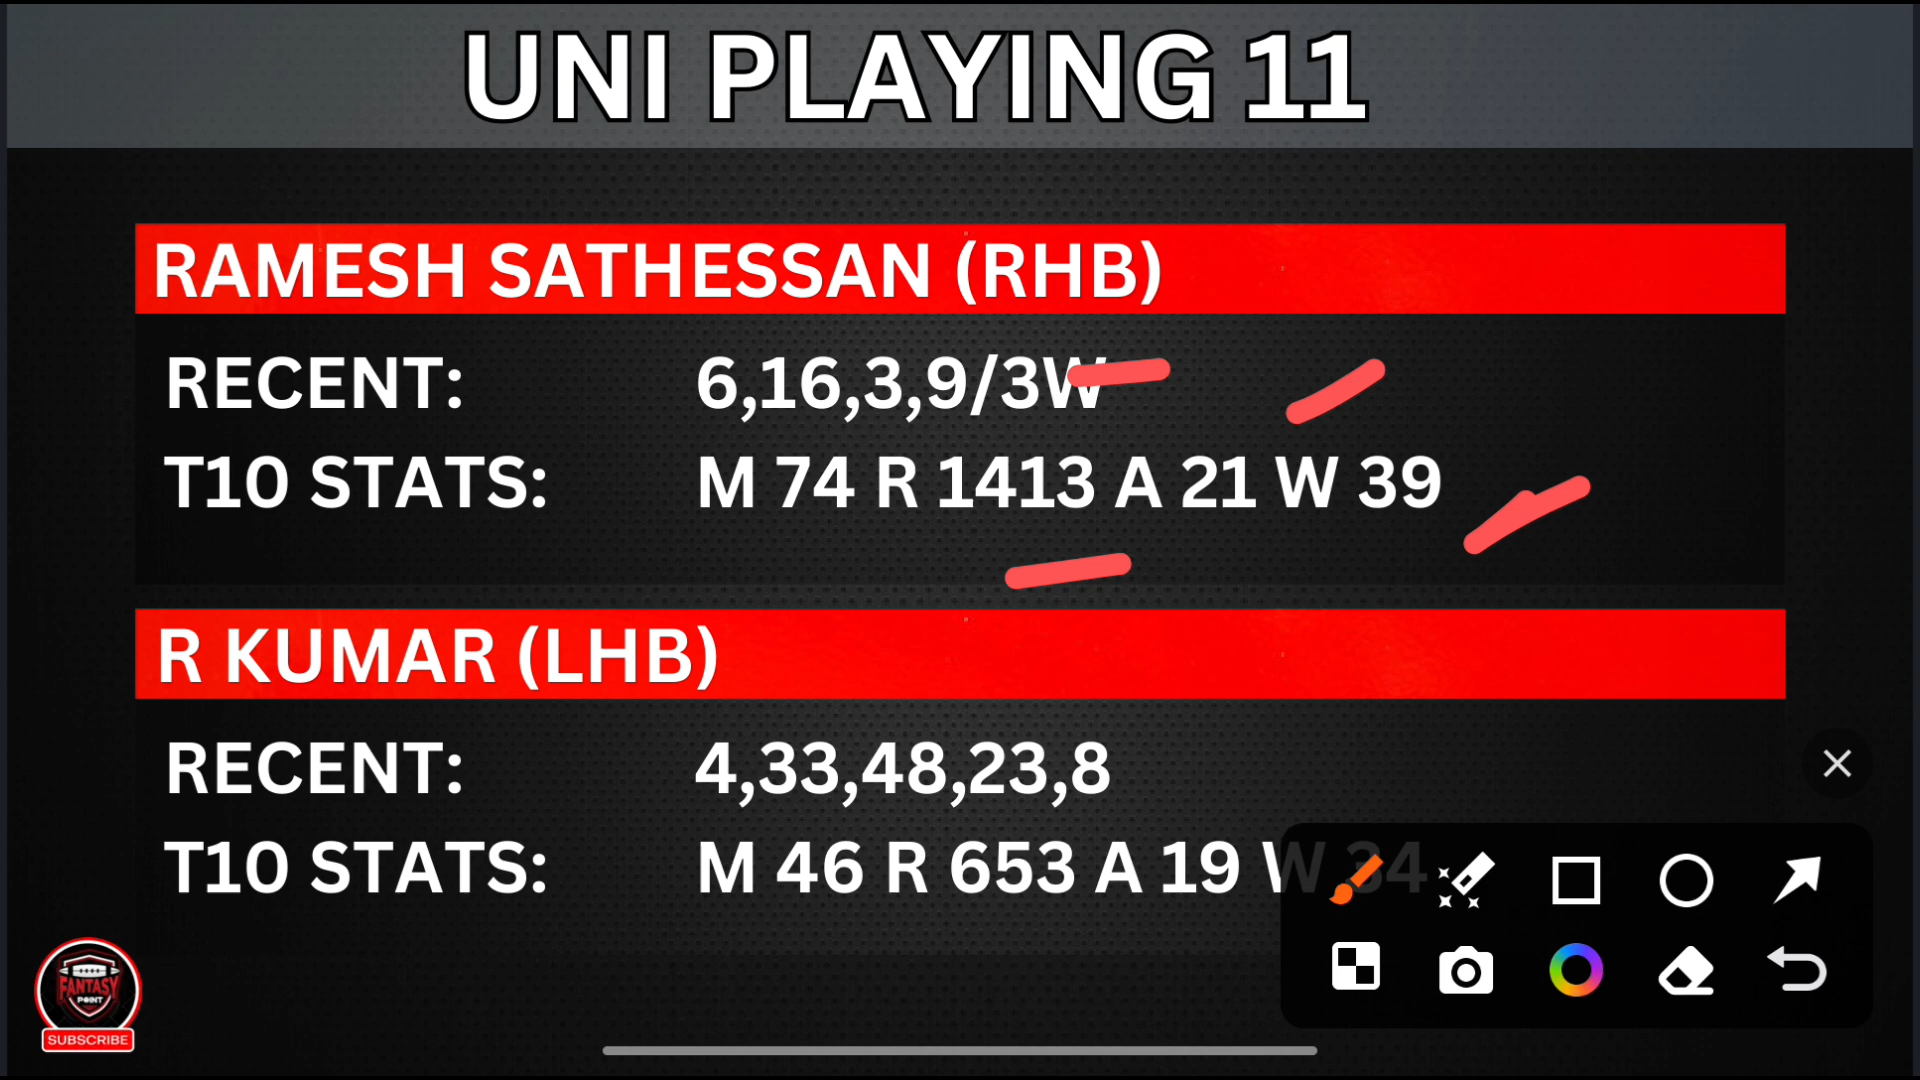 UNI PLAYING 11
RAMESH SATHESSAN (RHB)
RECENT: 6,16,3,9/3W
T10 STATS: M 74 R 1413 A 21 W 39
R KUMAR (LHB)
RECENT: 4,33,48,23,8
T10 STATS: M 46 R 653 A 19 W 34
FANTASY
POINT
SUBSCRIBE